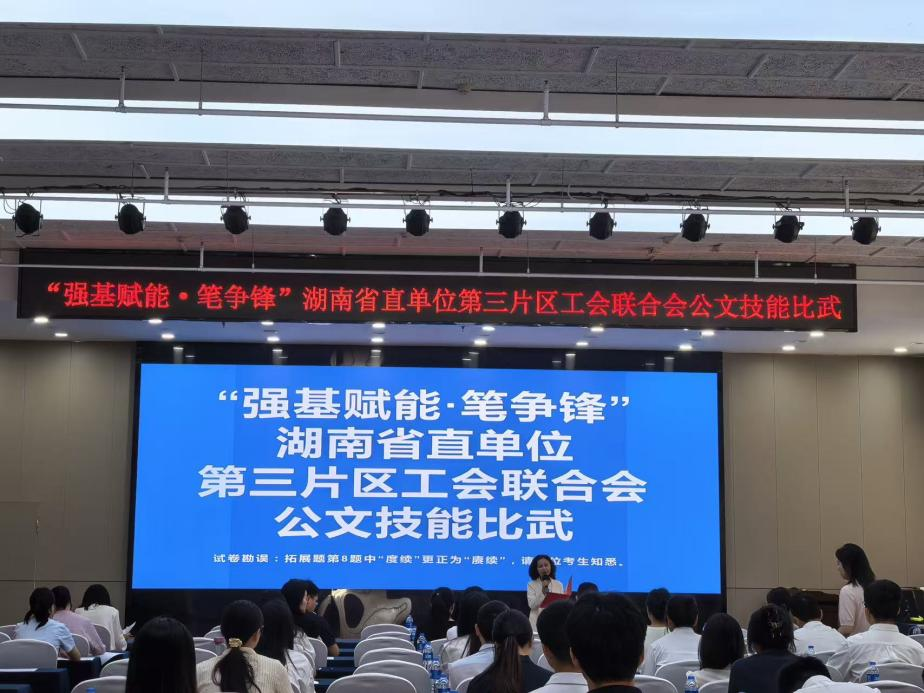 “强基赋能·笔争锋”湖南省直单位第三片区工会联合会公文技能比武
“强基赋能·笔争锋”
湖南省直单位
第三片区工会联合会
公文技能比武
试卷勘误：拓展题第8题中“度续”更正为“赓续”，请位考生知悉。